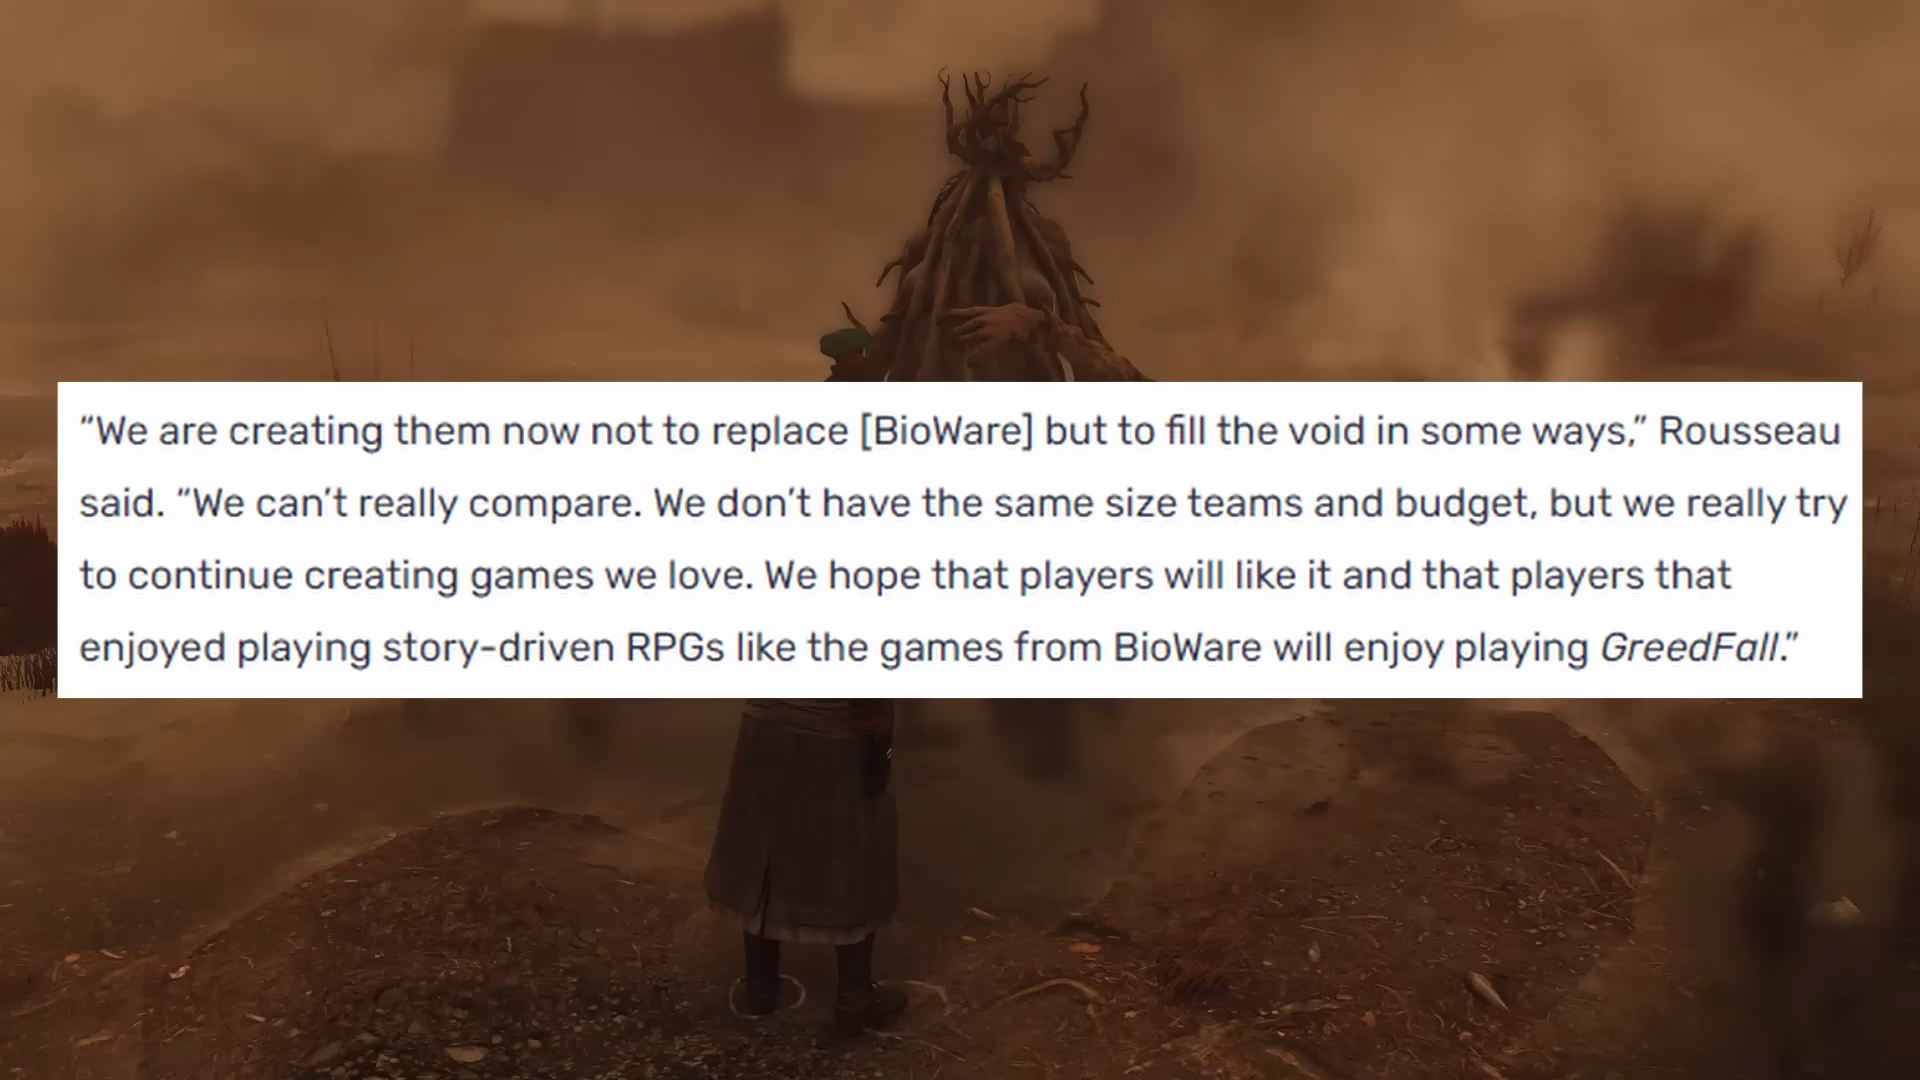 “We are creating them now not to replace [BioWare] but to fill the void in some ways,” Rousseau
said. “We can’t really compare. We don’t have the same size teams and budget, but we really try
to continue creating games we love. We hope that players will like it and that players that
enjoyed playing story-driven RPGs like the games from BioWare will enjoy playing GreedFall.”